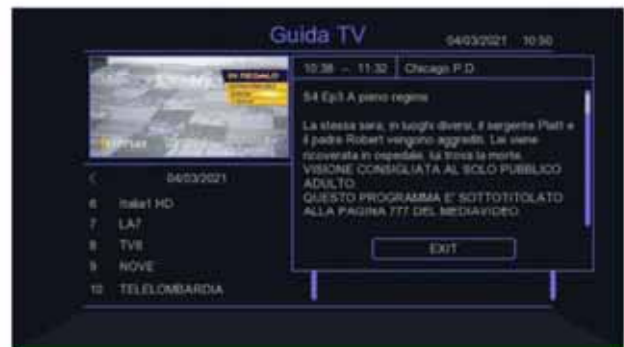 Guida TV
04/03/2021 10:50
10:38 - 11:32 Chicago P.D
S4 Ep3 A pieno regime
La stessa sera, in luoghi diversi, il sergente Platt e
il padre Robert vengono aggrediti. Lei viene
ricoverata in ospedale, lui trova la morte.
VISIONE CONSIGLIATA AL SOLO PUBBLICO
ADULTO.
QUESTO PROGRAMMA E' SOTTOTITOLATO
ALLA PAGINA 777 DEL MEDIAVIDEO.
EXIT
IN REGALO
< 04/03/2021
6 Italia1 HD
7 LA7
8 TV8
9 NOVE
10 TELELOMBARDIA